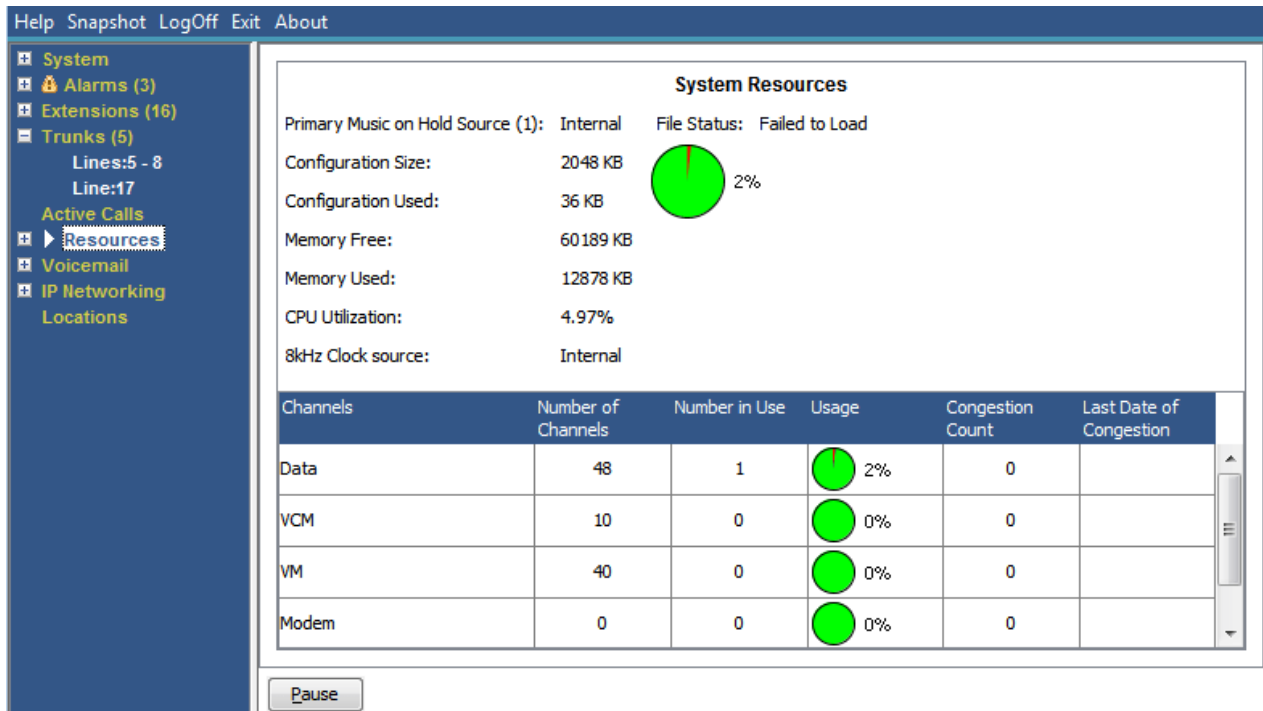 Help Snapshot LogOff Exit About
System
Alarms (3)
Extensions (16)
Trunks (5)
Lines:5 - 8
Line:17
Active Calls
Resources
Voicemail
IP Networking
Locations
System Resources
Primary Music on Hold Source (1): Internal File Status: Failed to Load
Configuration Size: 2048 KB
2%
Configuration Used: 36 KB
Memory Free: 60189 KB
Memory Used: 12878 KB
CPU Utilization: 4.97%
8kHz Clock source: Internal
Channels Number of Channels Number in Use Usage Congestion Count Last Date of Congestion
Data 48 1 2% 0
VCM 10 0 0% 0
VM 40 0 0% 0
Modem 0 0 0% 0
Pause